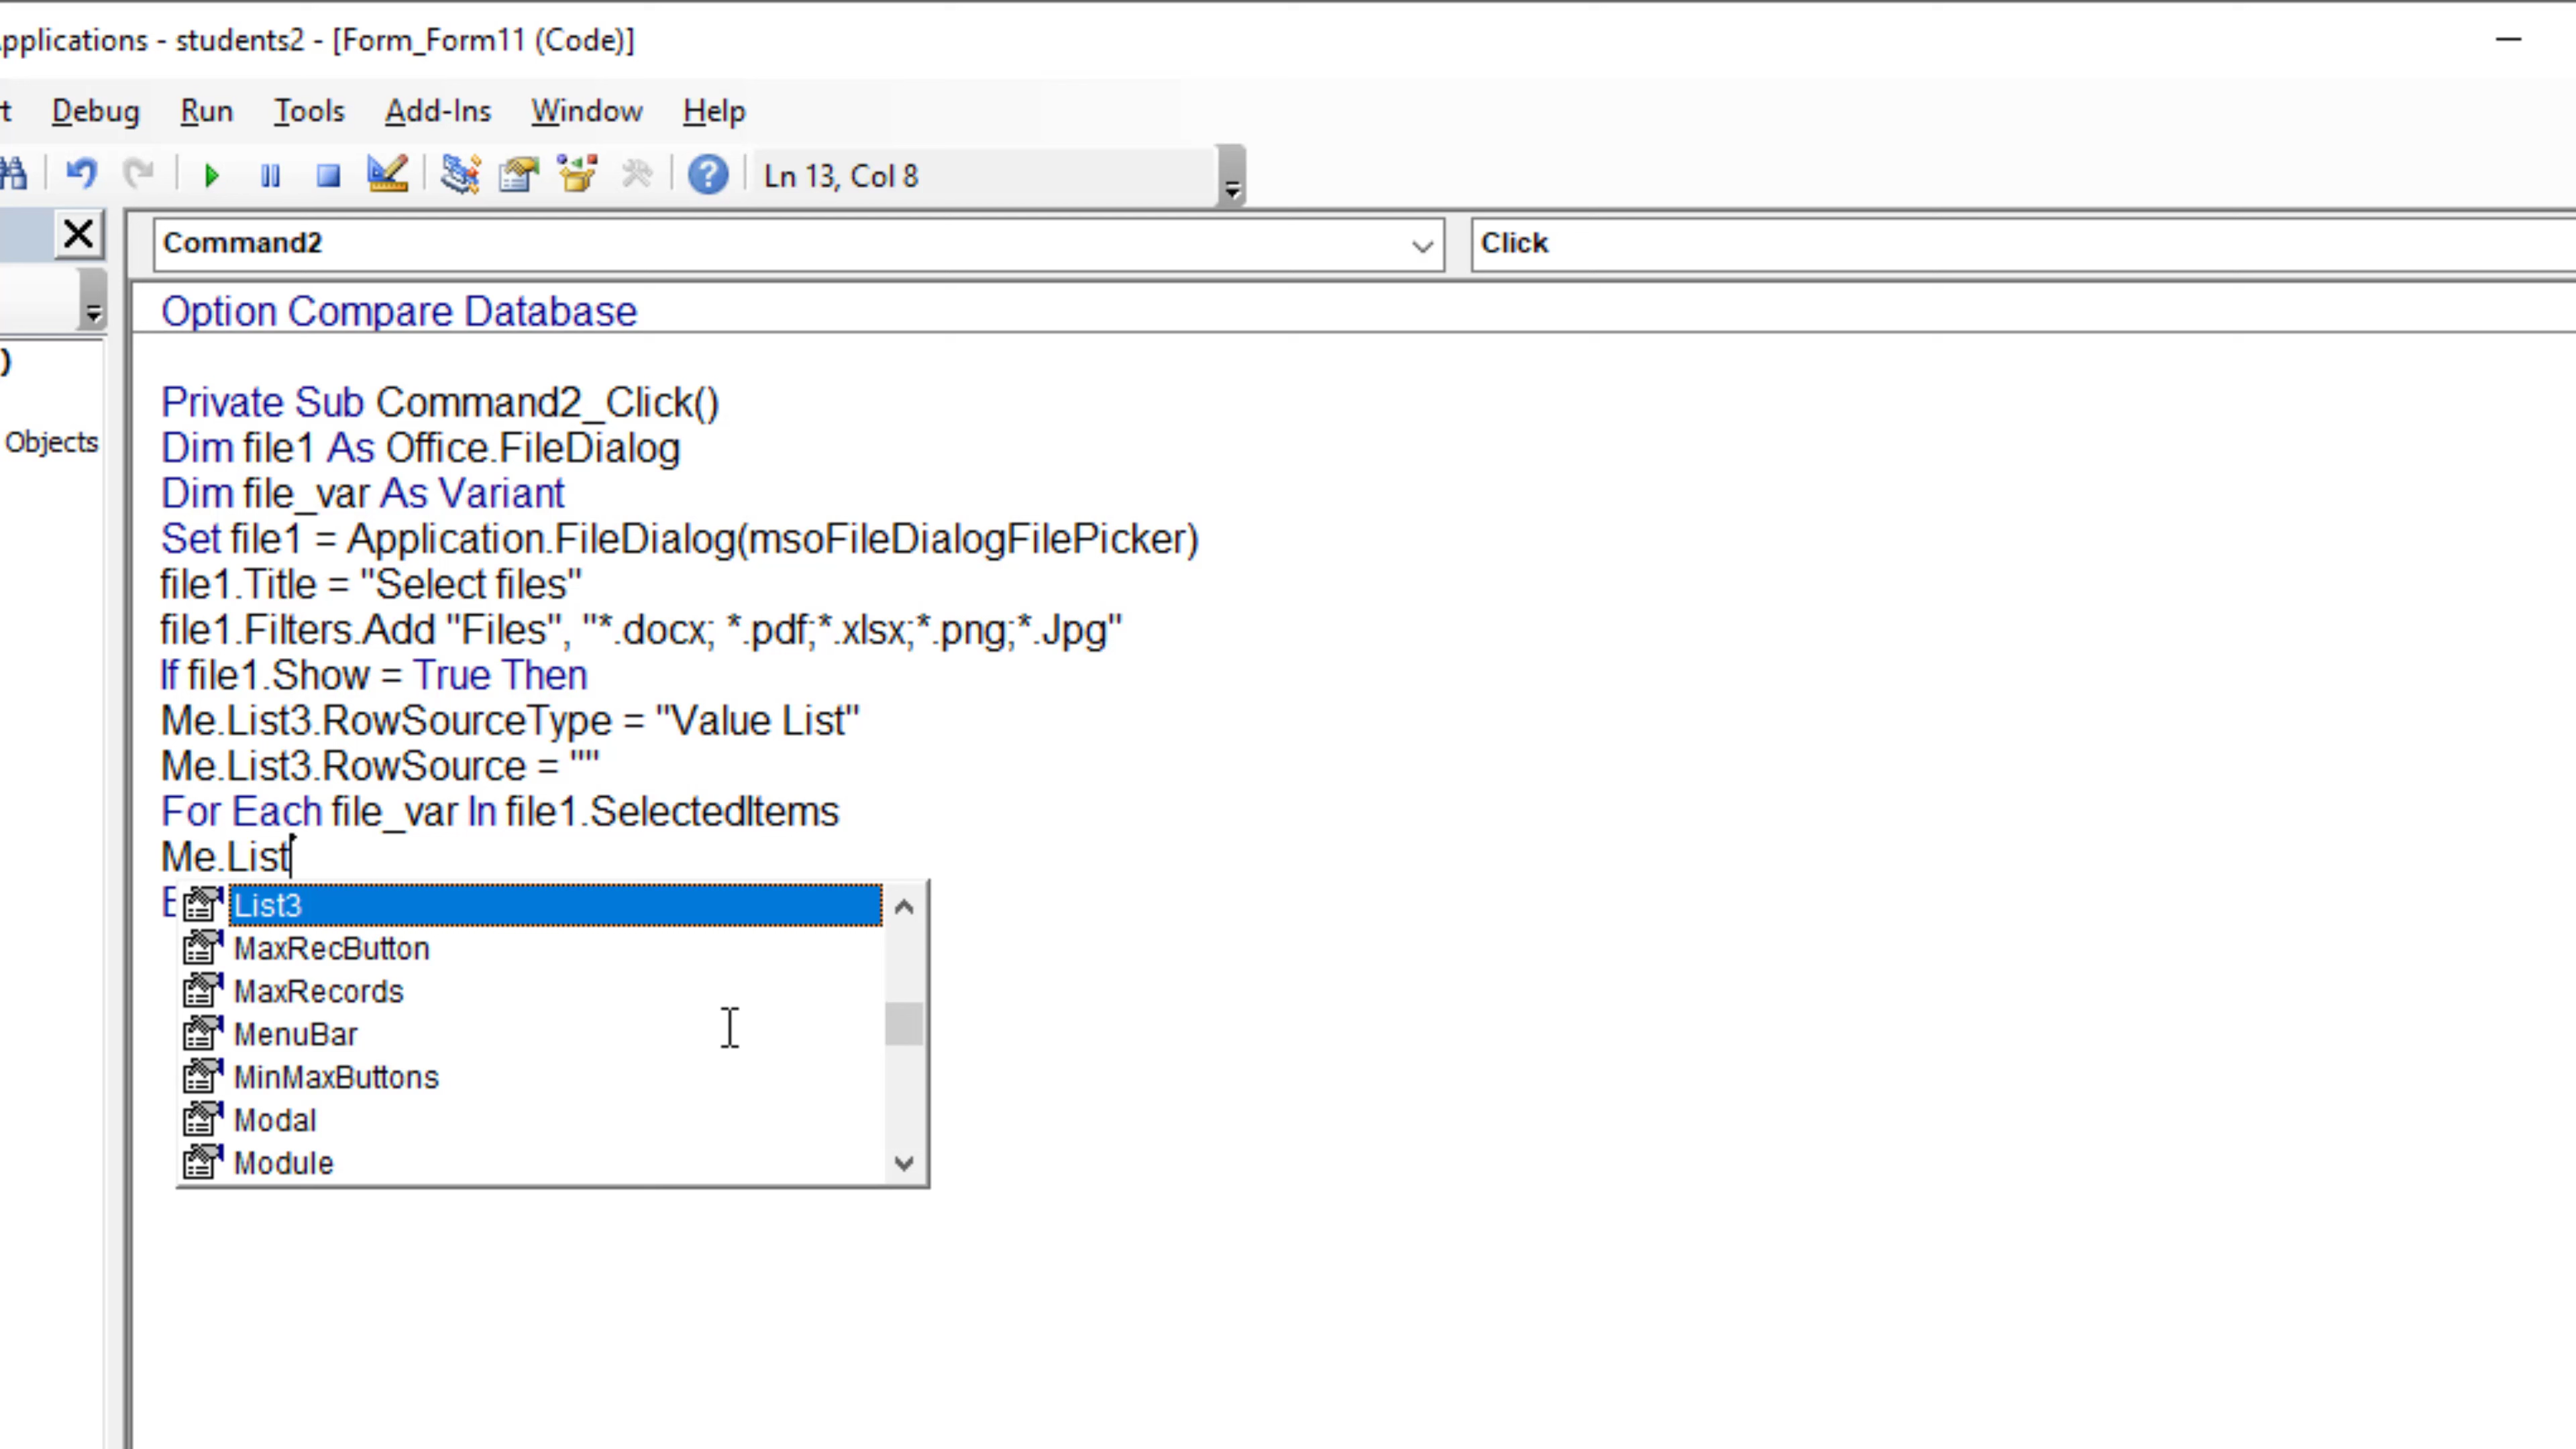 pplications - students2 - [Form_Form11 (Code)]
t Debug Run Tools Add-Ins Window Help
Ln 13, Col 8
Command2
Click
Option Compare Database
)
Objects
Private Sub Command2_Click()
Dim file1 As Office.FileDialog
Dim file_var As Variant
Set file1 = Application.FileDialog(msoFileDialogFilePicker)
file1.Title = "Select files"
file1.Filters.Add "Files", "*.docx; *.pdf;*.xlsx;*.png;*.Jpg"
If file1.Show = True Then
Me.List3.RowSourceType = "Value List"
Me.List3.RowSource = ""
For Each file_var In file1.SelectedItems
Me.List
E
List3
MaxRecButton
MaxRecords
MenuBar
MinMaxButtons
Modal
Module